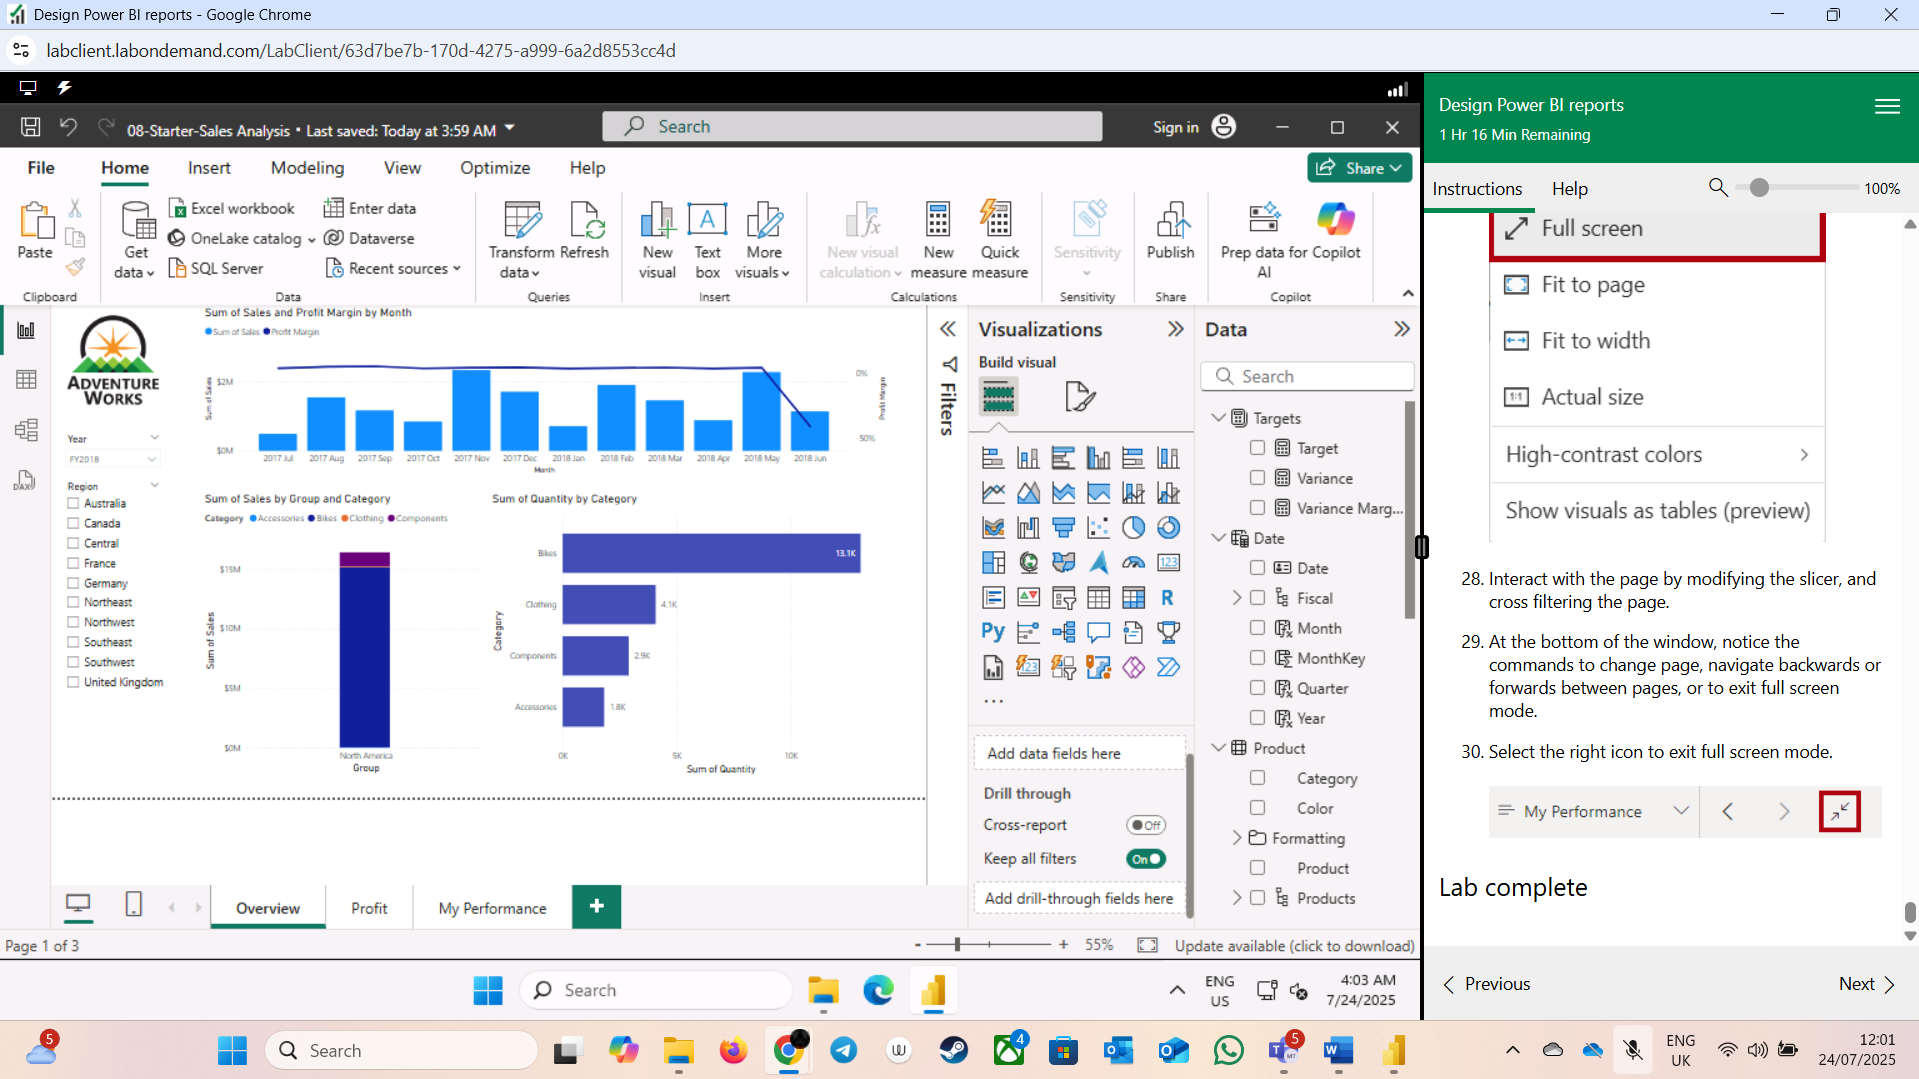 Design Power BI reports - Google Chrome
labclient.labondemand.com/LabClient/63d7be7b-170d-4275-a999-6a2d8553cc4d
08-Starter-Sales Analysis • Last saved: Today at 3:59 AM
Search
Sign in
File
Home
Insert
Modeling
View
Optimize
Help
Share
Paste
Clipboard
Get data
Excel workbook
OneLake catalog
SQL Server
Enter data
Dataverse
Recent sources
Data
Transform data
Refresh
Queries
New visual
Text box
More visuals
Insert
New visual calculation
New measure
Quick measure
Calculations
Sensitivity
Sensitivity
Publish
Share
Prep data for AI
Copilot
Copilot
ADVENTURE
WORKS
Year
FY2018
Region
Australia
Canada
Central
France
Germany
Northeast
Northwest
Southeast
Southwest
United Kingdom
Sum of Sales and Profit Margin by Month
Sum of Sales Profit Margin
Sum of Sales
$2M
$0M
0%
-50%
Profit Margin
2017 Jul 2017 Aug 2017 Sep 2017 Oct 2017 Nov 2017 Dec 2018 Jan 2018 Feb 2018 Mar 2018 Apr 2018 May 2018 Jun
Month
Sum of Sales by Group and Category
Category Accessories Bikes Clothing Components
Sum of Sales
$15M
$10M
$5M
$0M
North America
Group
Sum of Quantity by Category
Category
Bikes 13.1K
Clothing 4.1K
Components 2.9K
Accessories 1.8K
0K 5K 10K
Sum of Quantity
Filters
Visualizations
Build visual
Add data fields here
Drill through
Cross-report Off
Keep all filters On
Add drill-through fields here
Data
Search
Targets
Target
Variance
Variance Marg...
Date
Date
Fiscal
Month
MonthKey
Quarter
Year
Product
Category
Color
Formatting
Product
Products
Overview
Profit
My Performance
+
Page 1 of 3
- + 55%
Update available (click to download)
Search
ENG
US
4:03 AM
7/24/2025
Design Power BI reports
1 Hr 16 Min Remaining
Instructions
Help
100%
Full screen
Fit to page
Fit to width
Actual size
High-contrast colors
Show visuals as tables (preview)
28. Interact with the page by modifying the slicer, and
cross filtering the page.
29. At the bottom of the window, notice the
commands to change page, navigate backwards or
forwards between pages, or to exit full screen
mode.
30. Select the right icon to exit full screen mode.
My Performance
Lab complete
Previous
Next
5
Search
4
5
ENG
UK
12:01
24/07/2025